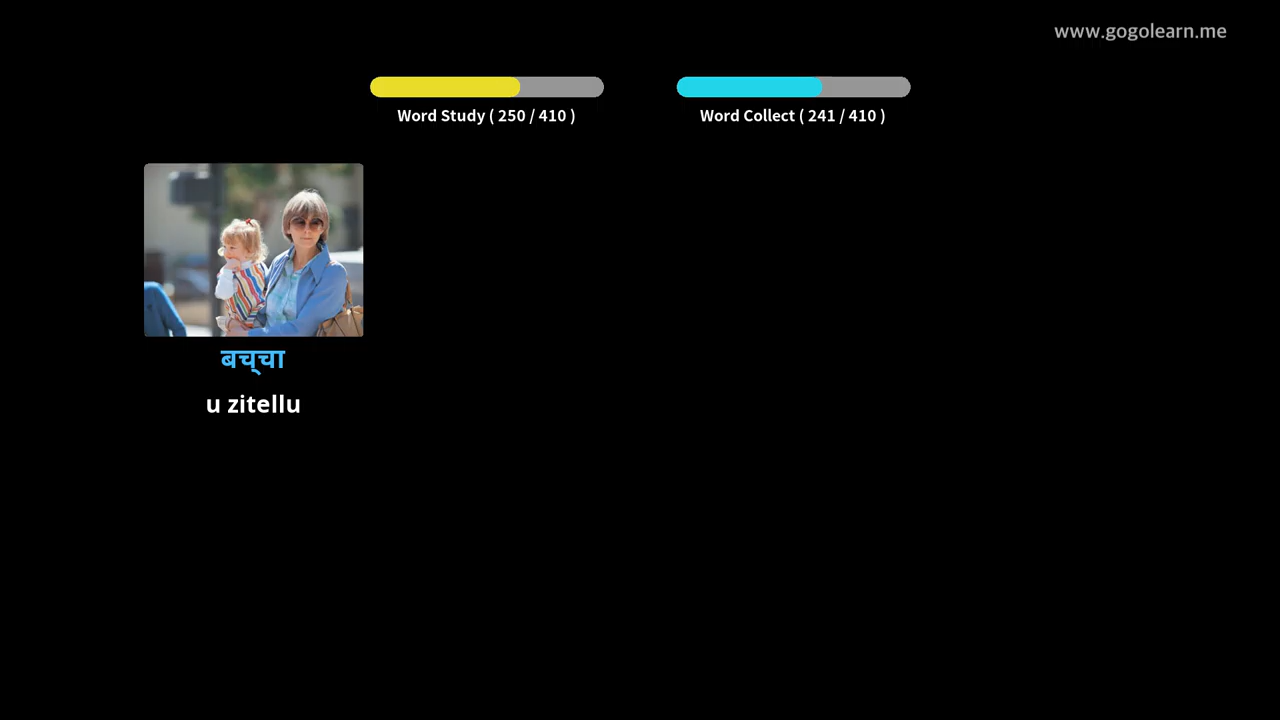 www.gogolearn.me
Word Study ( 250 / 410 )
Word Collect ( 241 / 410 )
बच्चा
u zitellu